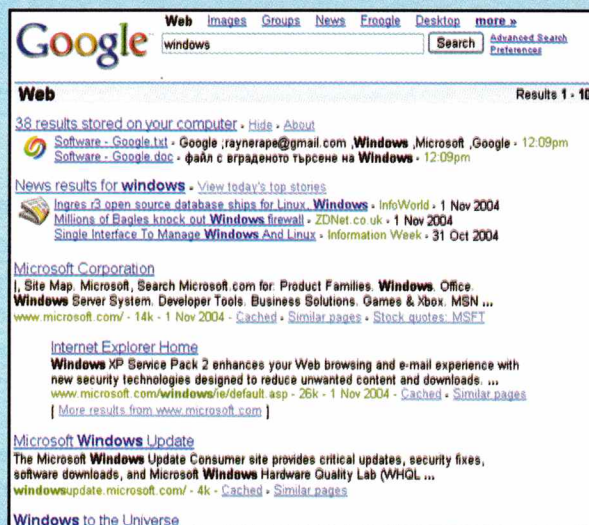 Google
Web Images Groups News Froogle Desktop more »
windows Search Advanced Search
Preferences
Web Results 1 - 10
38 results stored on your computer - Hide - About
Software - Google.txt - Google ;raynerape@gmail.com ,Windows ,Microsoft ,Google - 12:09pm
Software - Google.doc - файл с вграденото търсене на Windows - 12:09pm
News results for windows - View today's top stories
Ingres r3 open source database ships for Linux, Windows - InfoWorld - 1 Nov 2004
Millions of Eagles knock out Windows firewall - ZDNet.co.uk - 1 Nov 2004
Single Interface To Manage Windows And Linux - Information Week - 31 Oct 2004
Microsoft Corporation
|, Site Map. Microsoft, Search Microsoft.com for: Product Families. Windows. Office.
Windows Server System. Developer Tools. Business Solutions. Games & Xbox. MSN ...
www.microsoft.com/ - 14k - 1 Nov 2004 - Cached - Similar pages - Stock quotes: MSFT
Internet Explorer Home
Windows XP Service Pack 2 enhances your Web browsing and e-mail experience with
new security technologies designed to reduce unwanted content and downloads. ...
www.microsoft.com/windows/ie/default.asp - 26k - 1 Nov 2004 - Cached - Similar pages
[ More results from www.microsoft.com ]
Microsoft Windows Update
The Microsoft Windows Update Consumer site provides critical updates, security fixes,
software downloads, and Microsoft Windows Hardware Quality Lab (WHQL ...
windowsupdate.microsoft.com/ - 4k - Cached - Similar pages
Windows to the Universe